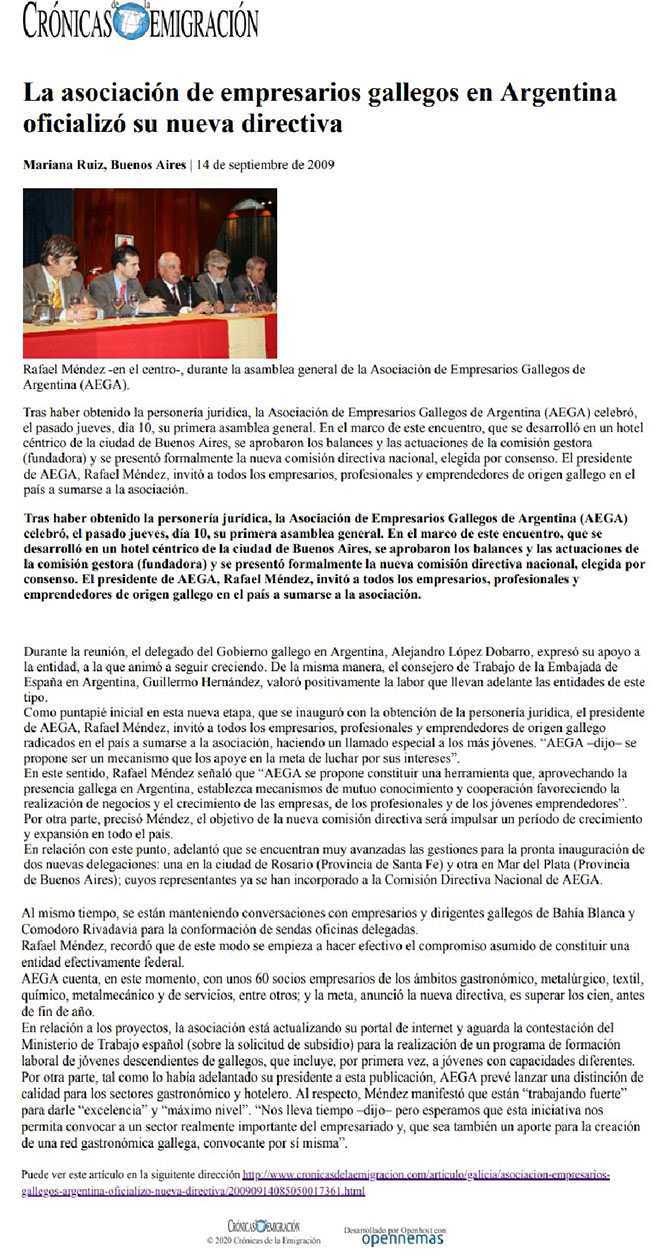 CRÓNICAS de la EMIGRACIÓN
La asociación de empresarios gallegos en Argentina
oficializó su nueva directiva
Mariana Ruiz, Buenos Aires | 14 de septiembre de 2009
Rafael Méndez -en el centro-, durante la asamblea general de la Asociación de Empresarios Gallegos de
Argentina (AEGA).
Tras haber obtenido la personería jurídica, la Asociación de Empresarios Gallegos de Argentina (AEGA) celebró,
el pasado jueves, día 10, su primera asamblea general. En el marco de este encuentro, que se desarrolló en un hotel
céntrico de la ciudad de Buenos Aires, se aprobaron los balances y las actuaciones de la comisión gestora
(fundadora) y se presentó formalmente la nueva comisión directiva nacional, elegida por consenso. El presidente
de AEGA, Rafael Méndez, invitó a todos los empresarios, profesionales y emprendedores de origen gallego en el
país a sumarse a la asociación.
Tras haber obtenido la personería jurídica, la Asociación de Empresarios Gallegos de Argentina (AEGA)
celebró, el pasado jueves, día 10, su primera asamblea general. En el marco de este encuentro, que se
desarrolló en un hotel céntrico de la ciudad de Buenos Aires, se aprobaron los balances y las actuaciones de
la comisión gestora (fundadora) y se presentó formalmente la nueva comisión directiva nacional, elegida por
consenso. El presidente de AEGA, Rafael Méndez, invitó a todos los empresarios, profesionales y
emprendedores de origen gallego en el país a sumarse a la asociación.
Durante la reunión, el delegado del Gobierno gallego en Argentina, Alejandro López Dobarro, expresó su apoyo a
la entidad, a la que animó a seguir creciendo. De la misma manera, el consejero de Trabajo de la Embajada de
España en Argentina, Guillermo Hernández, valoró positivamente la labor que llevan adelante las entidades de este
tipo.
Como puntapié inicial en esta nueva etapa, que se inauguró con la obtención de la personería jurídica, el presidente
de AEGA, Rafael Méndez, invitó a todos los empresarios, profesionales y emprendedores de origen gallego
radicados en el país a sumarse a la asociación, haciendo un llamado especial a los más jóvenes. “AEGA –dijo– se
propone ser un mecanismo que los apoye en la meta de luchar por sus intereses”.
En este sentido, Rafael Méndez señaló que “AEGA se propone constituir una herramienta que, aprovechando la
presencia gallega en Argentina, establezca mecanismos de mutuo conocimiento y cooperación favoreciendo la
realización de negocios y el crecimiento de las empresas, de los profesionales y de los jóvenes emprendedores”.
Por otra parte, precisó Méndez, el objetivo de la nueva comisión directiva será impulsar un período de crecimiento
y expansión en todo el país.
En relación con este punto, adelantó que se encuentran muy avanzadas las gestiones para la pronta inauguración de
dos nuevas delegaciones: una en la ciudad de Rosario (Provincia de Santa Fe) y otra en Mar del Plata (Provincia
de Buenos Aires); cuyos representantes ya se han incorporado a la Comisión Directiva Nacional de AEGA.
Al mismo tiempo, se están manteniendo conversaciones con empresarios y dirigentes gallegos de Bahía Blanca y
Comodoro Rivadavia para la conformación de sendas oficinas delegadas.
Rafael Méndez, recordó que de este modo se empieza a hacer efectivo el compromiso asumido de constituir una
entidad efectivamente federal.
AEGA cuenta, en este momento, con unos 60 socios empresarios de los ámbitos gastronómico, metalúrgico, textil,
químico, metalmecánico y de servicios, entre otros; y la meta, anunció la nueva directiva, es superar los cien, antes
de fin de año.
En relación a los proyectos, la asociación está actualizando su portal de internet y aguarda la contestación del
Ministerio de Trabajo español (sobre la solicitud de subsidio) para la realización de un programa de formación
laboral de jóvenes descendientes de gallegos, que incluye, por primera vez, a jóvenes con capacidades diferentes.
Por otra parte, tal como lo había adelantado su presidente a esta publicación, AEGA prevé lanzar una distinción de
calidad para los sectores gastronómico y hotelero. Al respecto, Méndez manifestó que están “trabajando fuerte”
para darle “excelencia” y “máximo nivel”. “Nos lleva tiempo –dijo– pero esperamos que esta iniciativa nos
permita convocar a un sector realmente importante del empresariado y, que sea también un aporte para la creación
de una red gastronómica gallega, convocante por sí misma”.
Puede ver este artículo en la siguitente dirección http://www.cronicasdelaemigracion.com/articulo/galicia/asociacion-empresarios-
gallegos-argentina-oficializo-nueva-directiva/20090914085050017361.html
CRÓNICAS de la EMIGRACIÓN
© 2020 Crónicas de la Emigración
Desarrollado por Openhost con:
opennemas